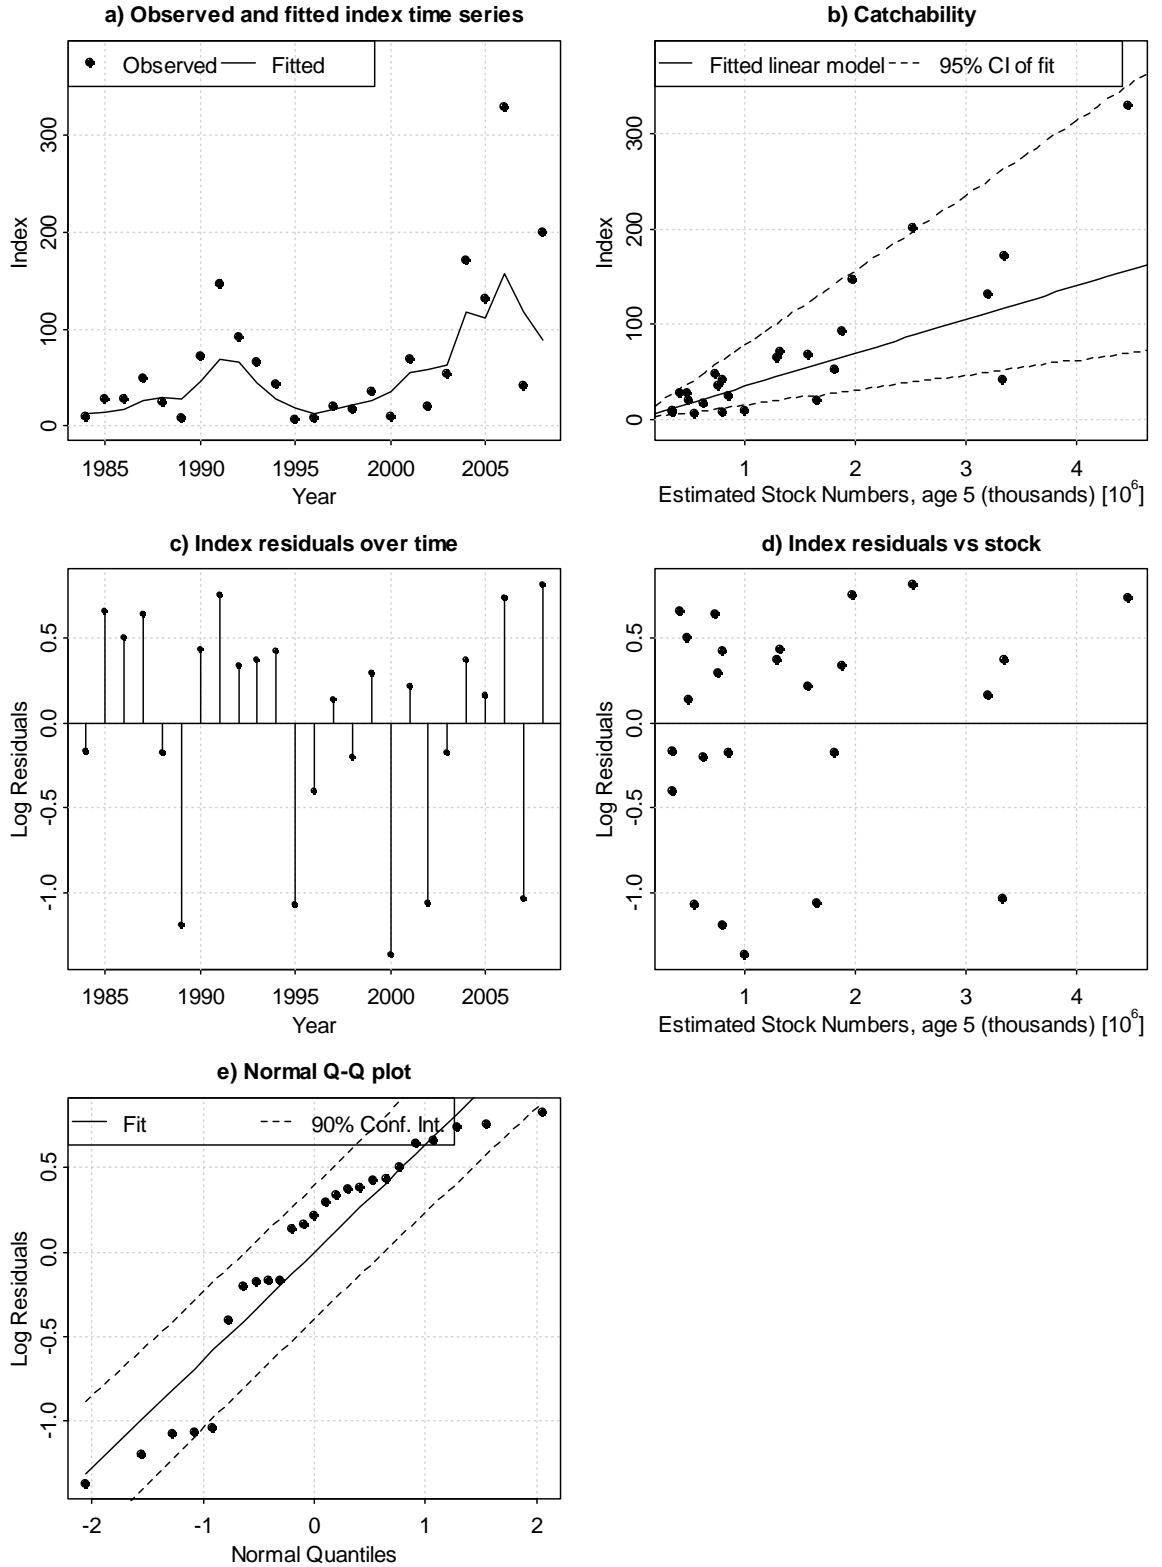 a) Observed and fitted index time series
Observed
Fitted
0
100
200
300
Index
1985
1990
1995
2000
2005
Year
b) Catchability
Fitted linear model
95% CI of fit
0
100
200
300
Index
1
2
3
4
Estimated Stock Numbers, age 5 (thousands) [10⁶]
c) Index residuals over time
-1.0
-0.5
0.0
0.5
Log Residuals
1985
1990
1995
2000
2005
Year
d) Index residuals vs stock
-1.0
-0.5
0.0
0.5
Log Residuals
1
2
3
4
Estimated Stock Numbers, age 5 (thousands) [10⁶]
e) Normal Q-Q plot
Fit
90% Conf. Int.
-1.0
-0.5
0.0
0.5
Log Residuals
-2
-1
0
1
2
Normal Quantiles